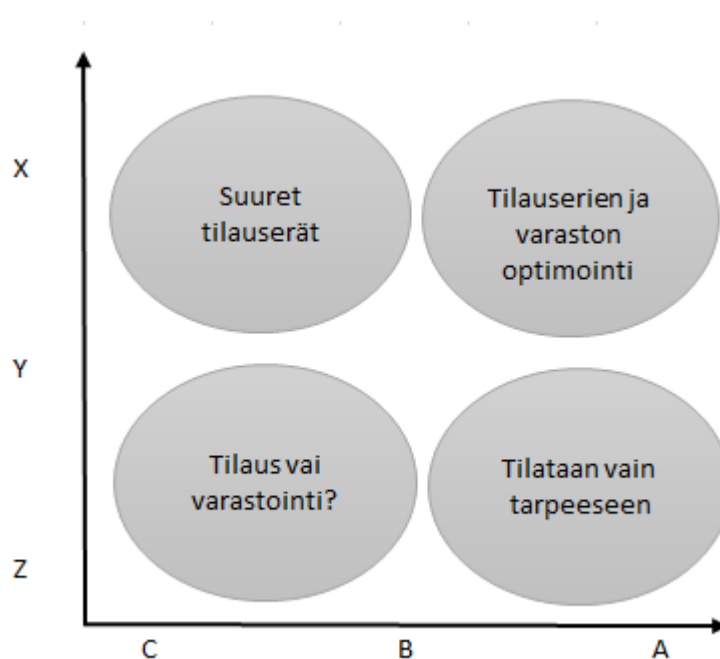 X
Suuret
tilauserät
Tilauserien ja
varaston
optimointi
Y
Tilaus vai
varastointi?
Tilataan vain
tarpeeseen
Z
C
B
A